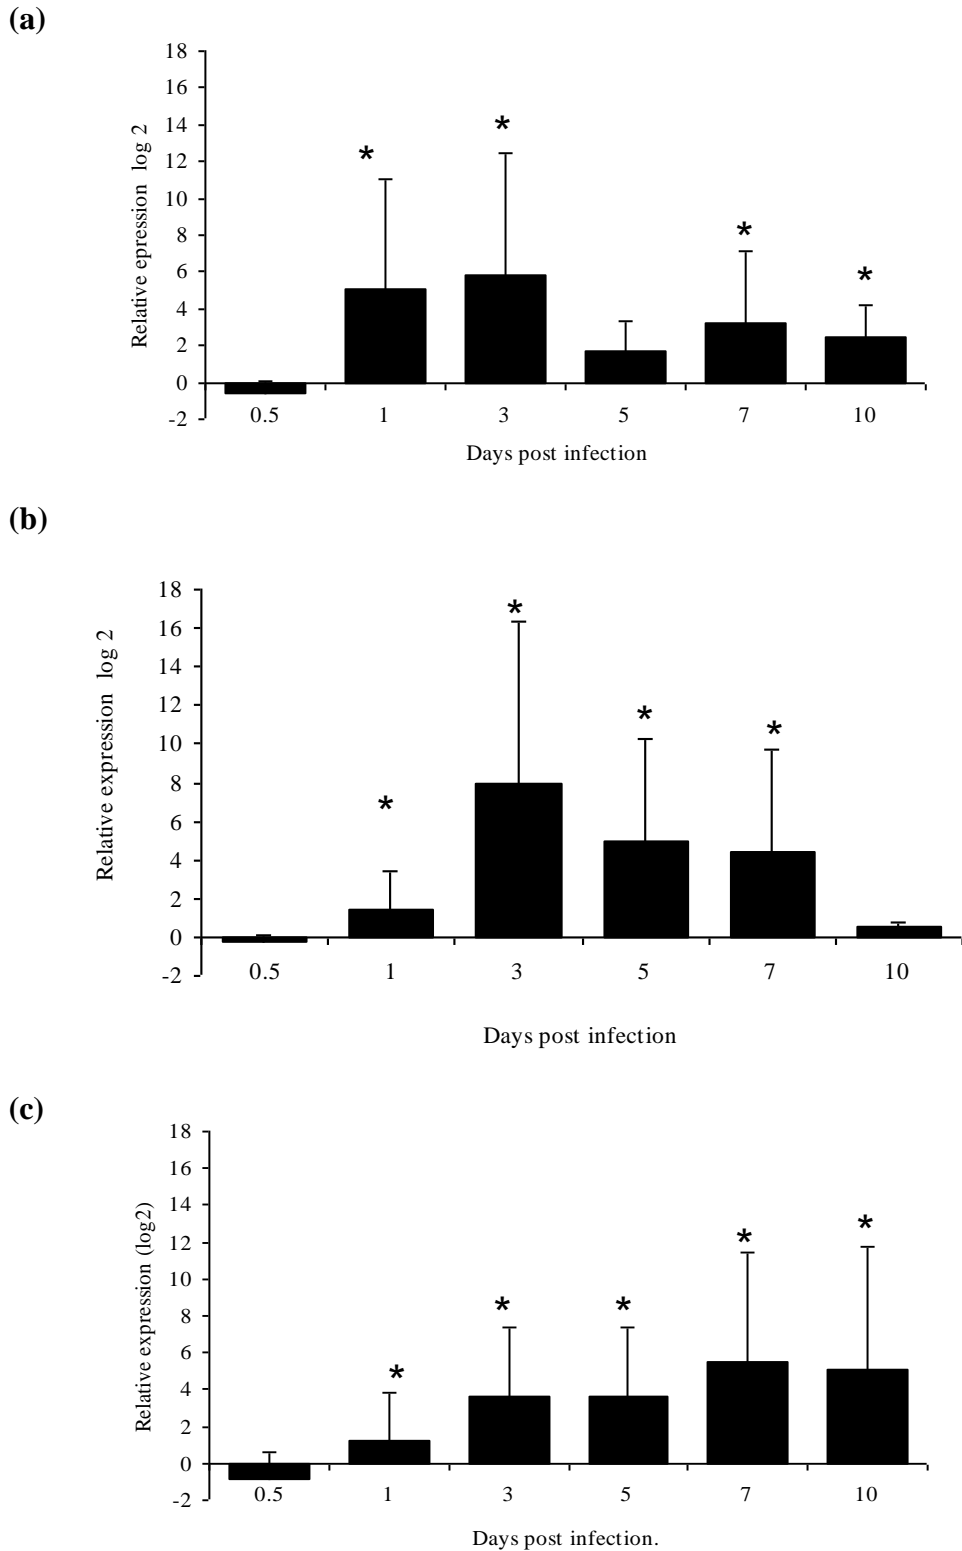 (a)
18
16
14
12
10
8
6
4
2
0
-2
Relative epression log 2
* * * *
0.5 1 3 5 7 10
Days post infection
(b)
18
16
14
12
10
8
6
4
2
0
-2
Relative expression log 2
* * * *
0.5 1 3 5 7 10
Days post infection
(c)
18
16
14
12
10
8
6
4
2
0
-2
Relative expression (log2)
* * * * *
0.5 1 3 5 7 10
Days post infection.